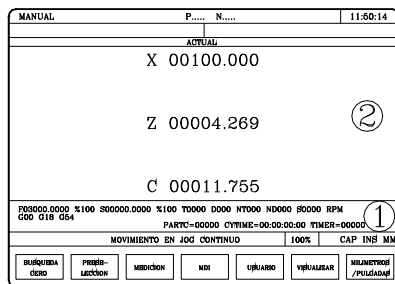 MANUAL P..... N..... 11:50:14
ACTUAL
X 00100.000
Z 00004.269
②
C 00011.755
F03000.0000 %100 S00000.0000 %100 T0000 D000 NT000 ND000 S0000 RPM
G00 G18 G54
PARTC=00000 CYTIME=00:00:00:00 TIMER=00000
①
MOVIMIENTO EN JOG CONTINUO 100% CAP INS MM
BUSQUEDA CERO
PRESE-LECCION
MEDICION
MDI
USUARIO
VISUALIZAR
MILIMETROS /PULGADAS